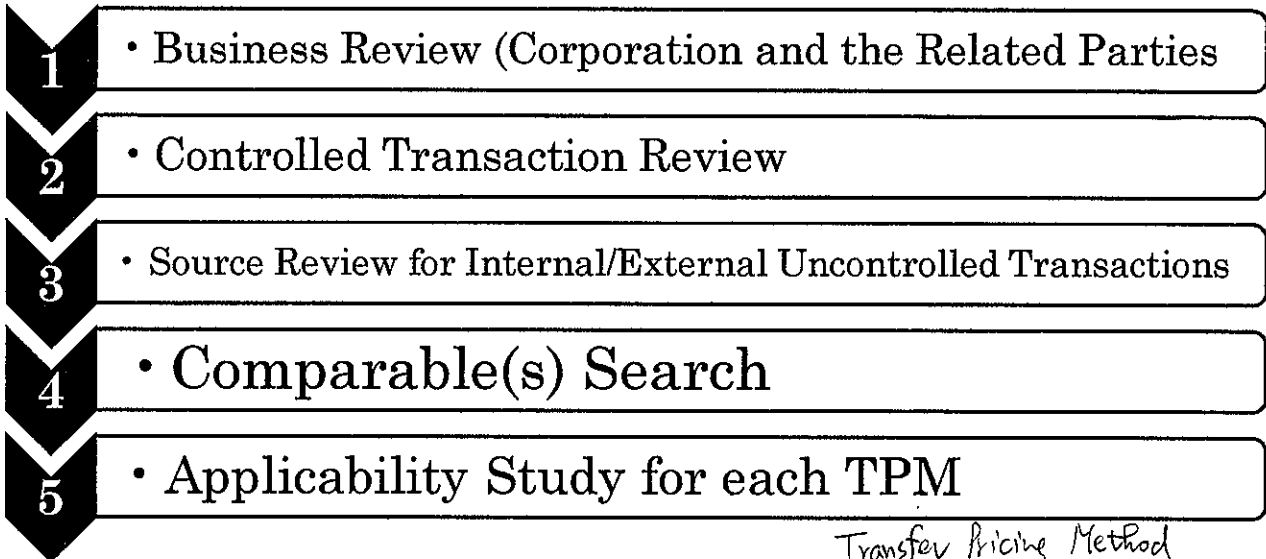 1 • Business Review (Corporation and the Related Parties
2 • Controlled Transaction Review
3 • Source Review for Internal/External Uncontrolled Transactions
4 • Comparable(s) Search
5 • Applicability Study for each TPM
Transfer Pricing Method